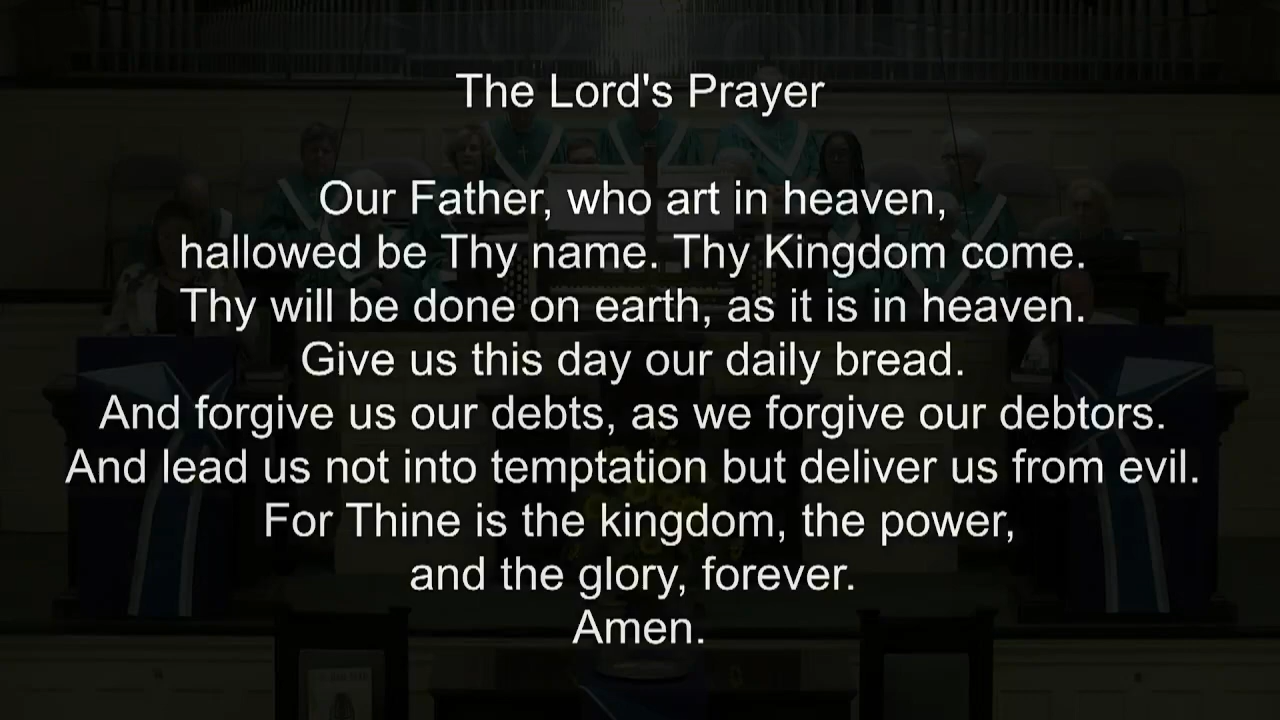 The Lord's Prayer
Our Father, who art in heaven,
hallowed be Thy name. Thy Kingdom come.
Thy will be done on earth, as it is in heaven.
Give us this day our daily bread.
And forgive us our debts, as we forgive our debtors.
And lead us not into temptation but deliver us from evil.
For Thine is the kingdom, the power,
and the glory, forever.
Amen.